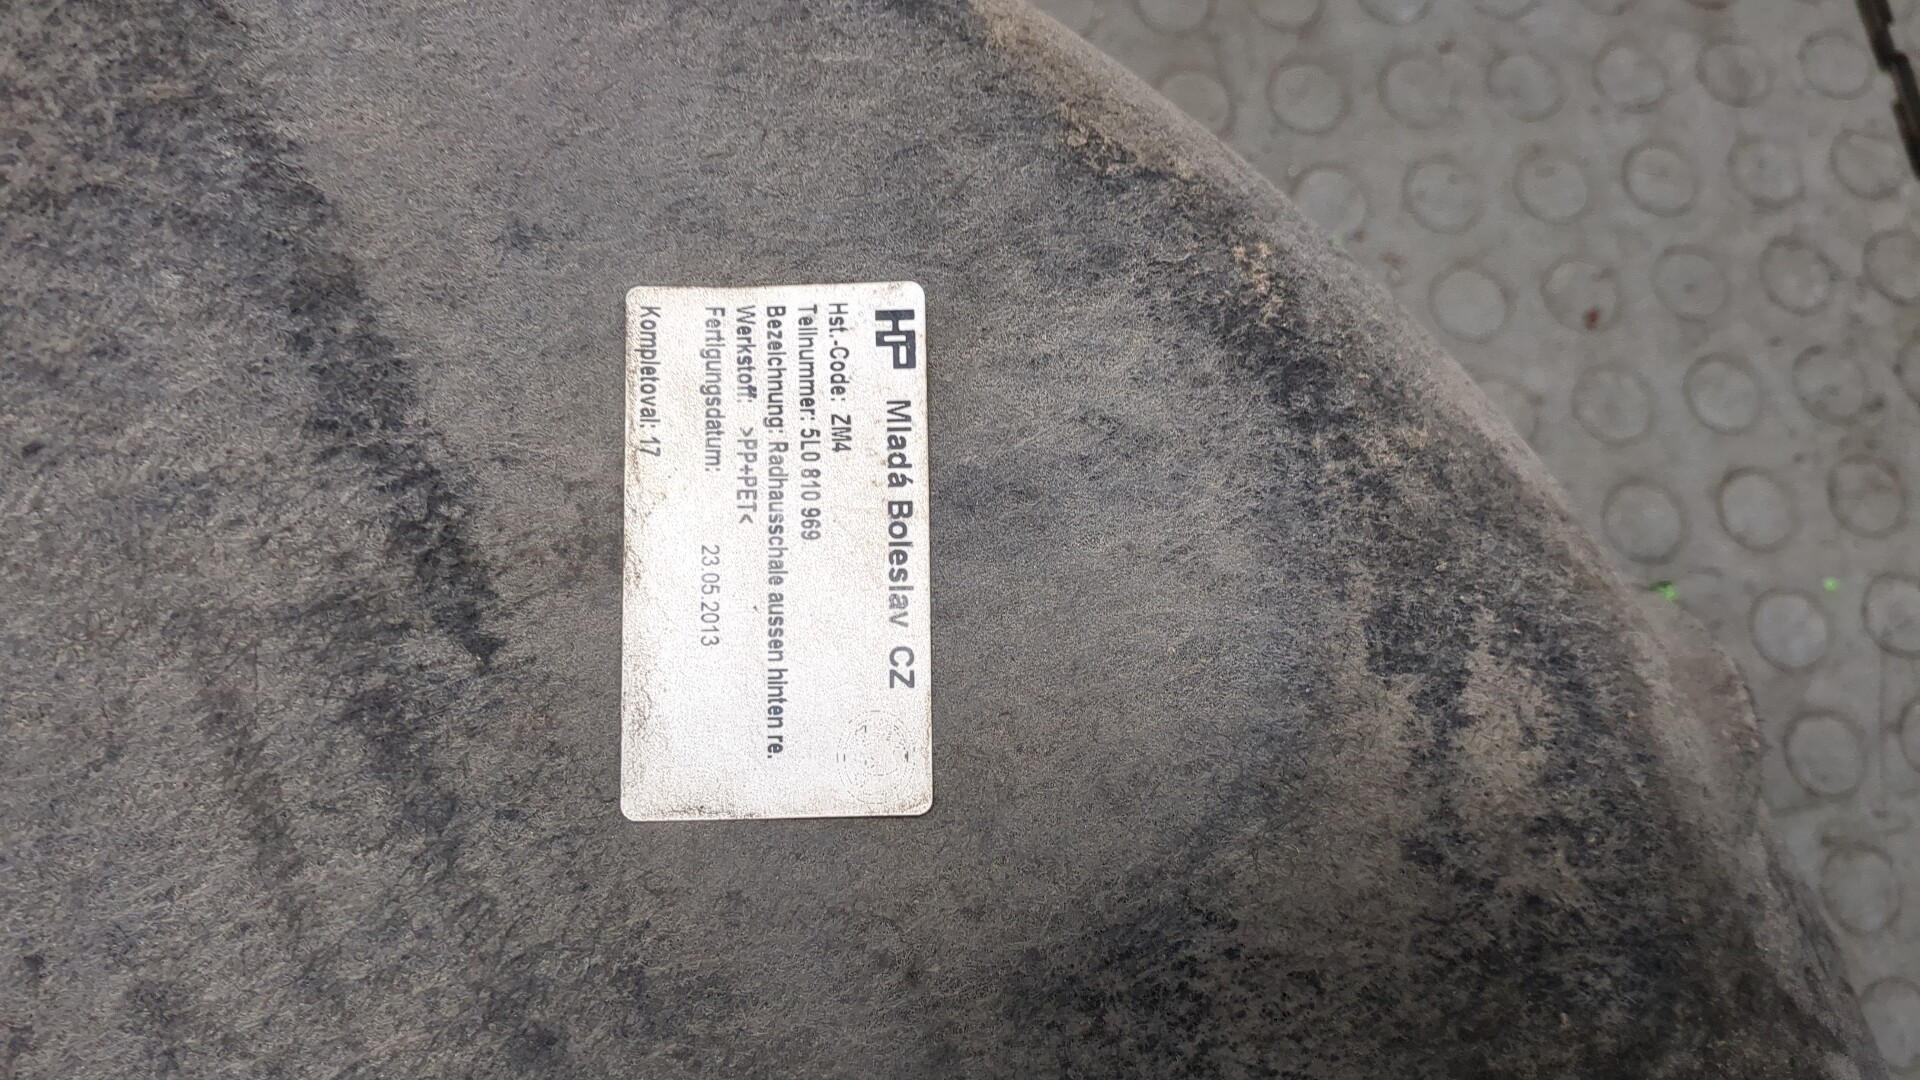 HP Mladá Boleslav CZ
Hst.-Code: ZM4
Teilnummer: 5L0 810 969
Bezeichnung: Radhausschale aussen hinten re.
Werkstoff: >PP+PET<
Fertigungsdatum: 23.05.2013
Kompletoval: 17